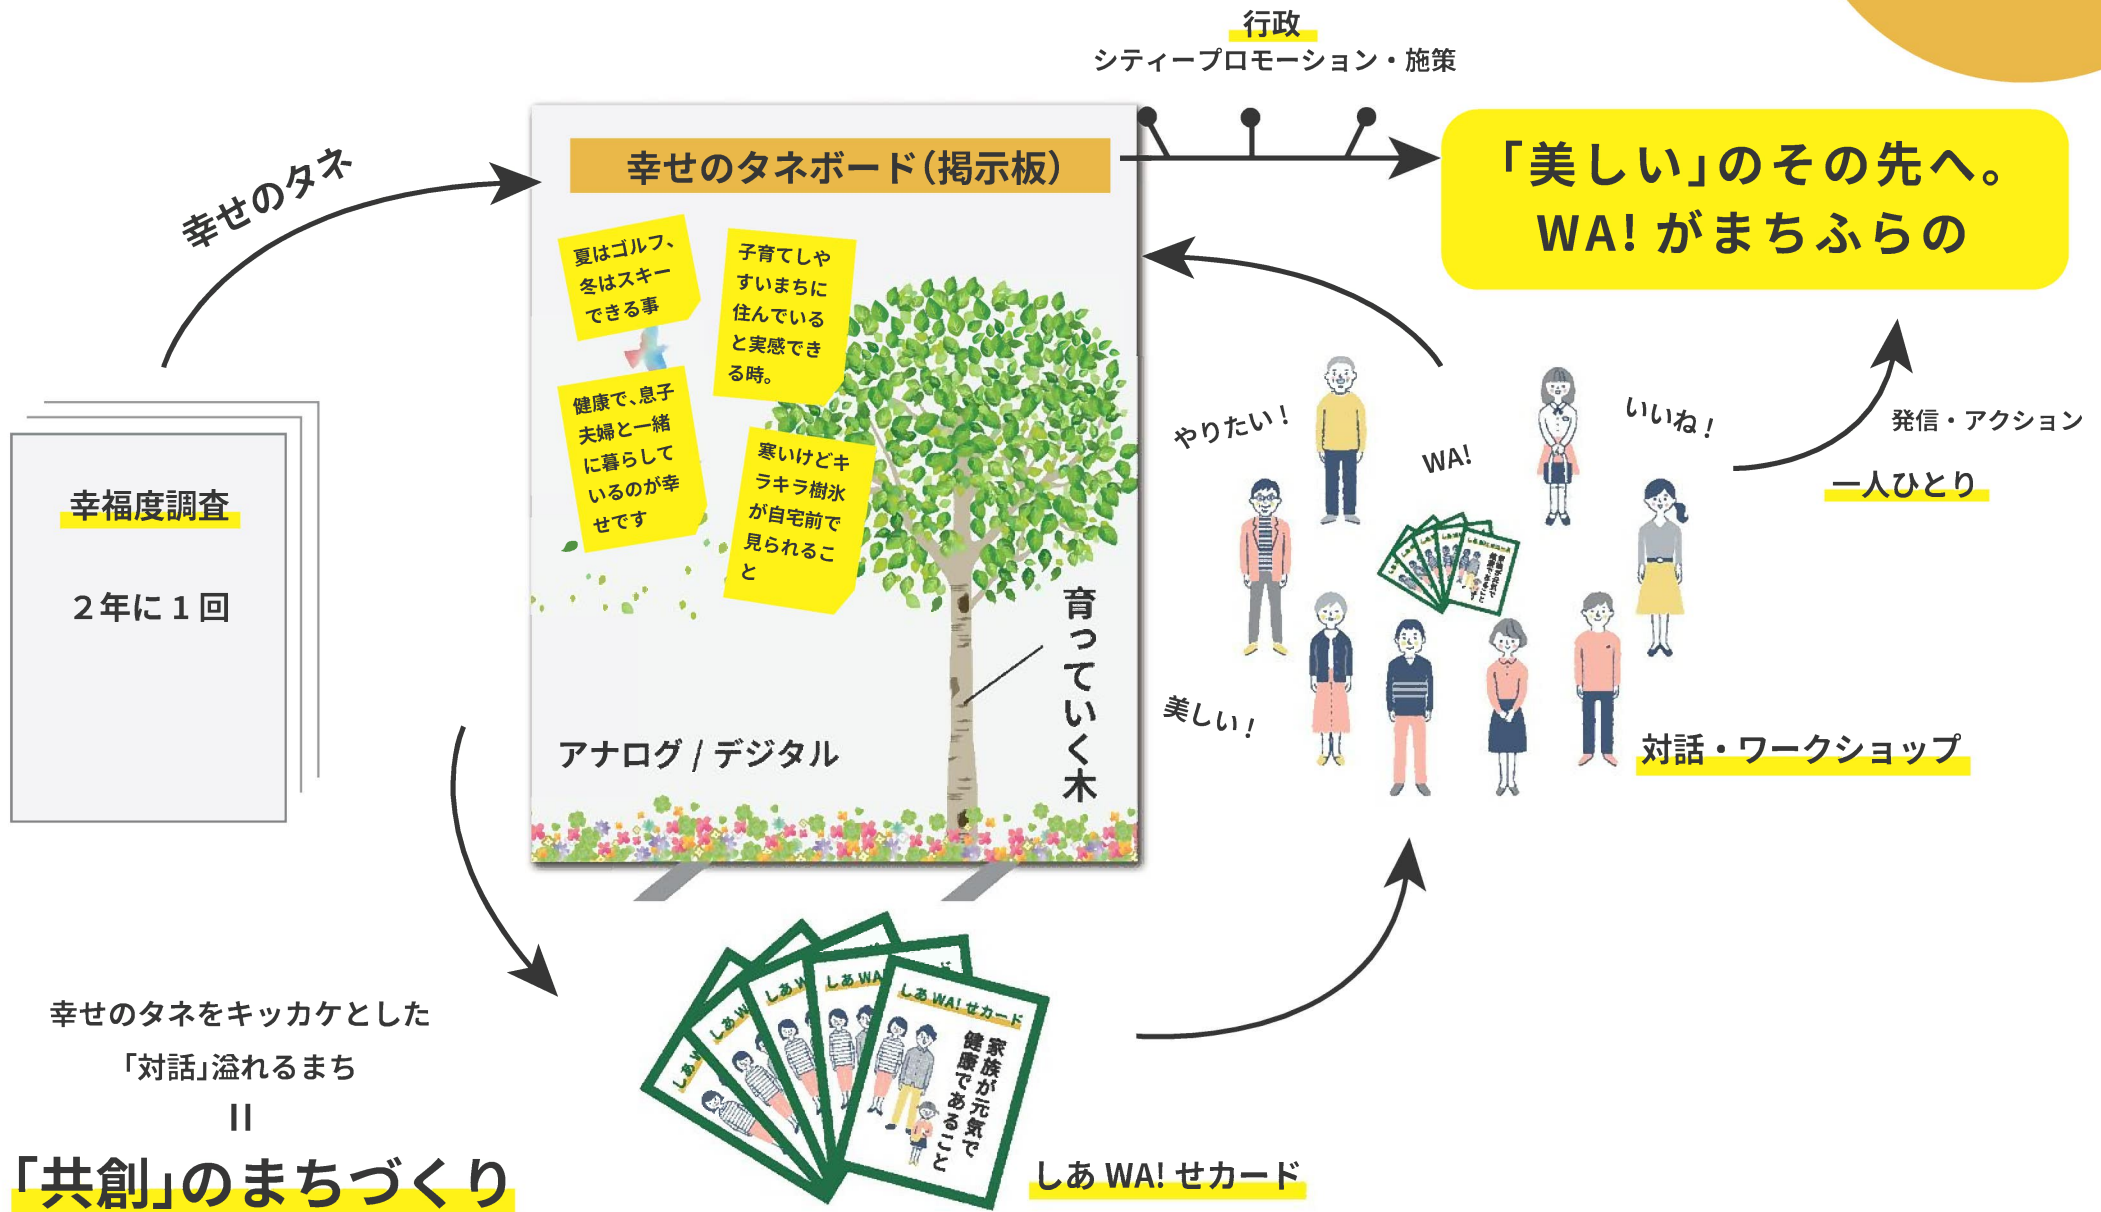 行政
シティープロモーション・施策
幸せのタネ
幸せのタネボード（掲示板）
「美しい」のその先へ。
WA! がまちふらの
夏はゴルフ、
冬はスキー
できる事
子育てしや
すいまちに
住んでいる
と実感でき
る時。
健康で、息子
夫婦と一緒
に暮らして
いるのが幸
せです
寒いけどキ
ラキラ樹氷
が自宅前で
見られるこ
と
育っていく木
アナログ / デジタル
幸福度調査
２年に 1 回
やりたい！
WA!
いいね！
美しい！
発信・アクション
一人ひとり
対話・ワークショップ
しあ W
しあ W
しあ W
しあ WA!
しあ WA! せカード
家族が元気で
健康であること
しあ WA! せカード
幸せのタネをキッカケとした
「対話」溢れるまち
＝
「共創」のまちづくり